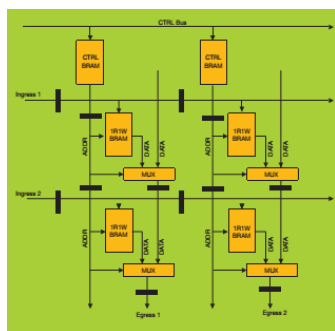 CTRL Bus
CTRL
BRAM
CTRL
BRAM
Ingress 1
ADDR
1R1W
BRAM
DATA
DATA
ADDR
1R1W
BRAM
DATA
DATA
MUX
MUX
Ingress 2
ADDR
1R1W
BRAM
DATA
DATA
ADDR
1R1W
BRAM
DATA
DATA
MUX
MUX
Egress 1
Egress 2